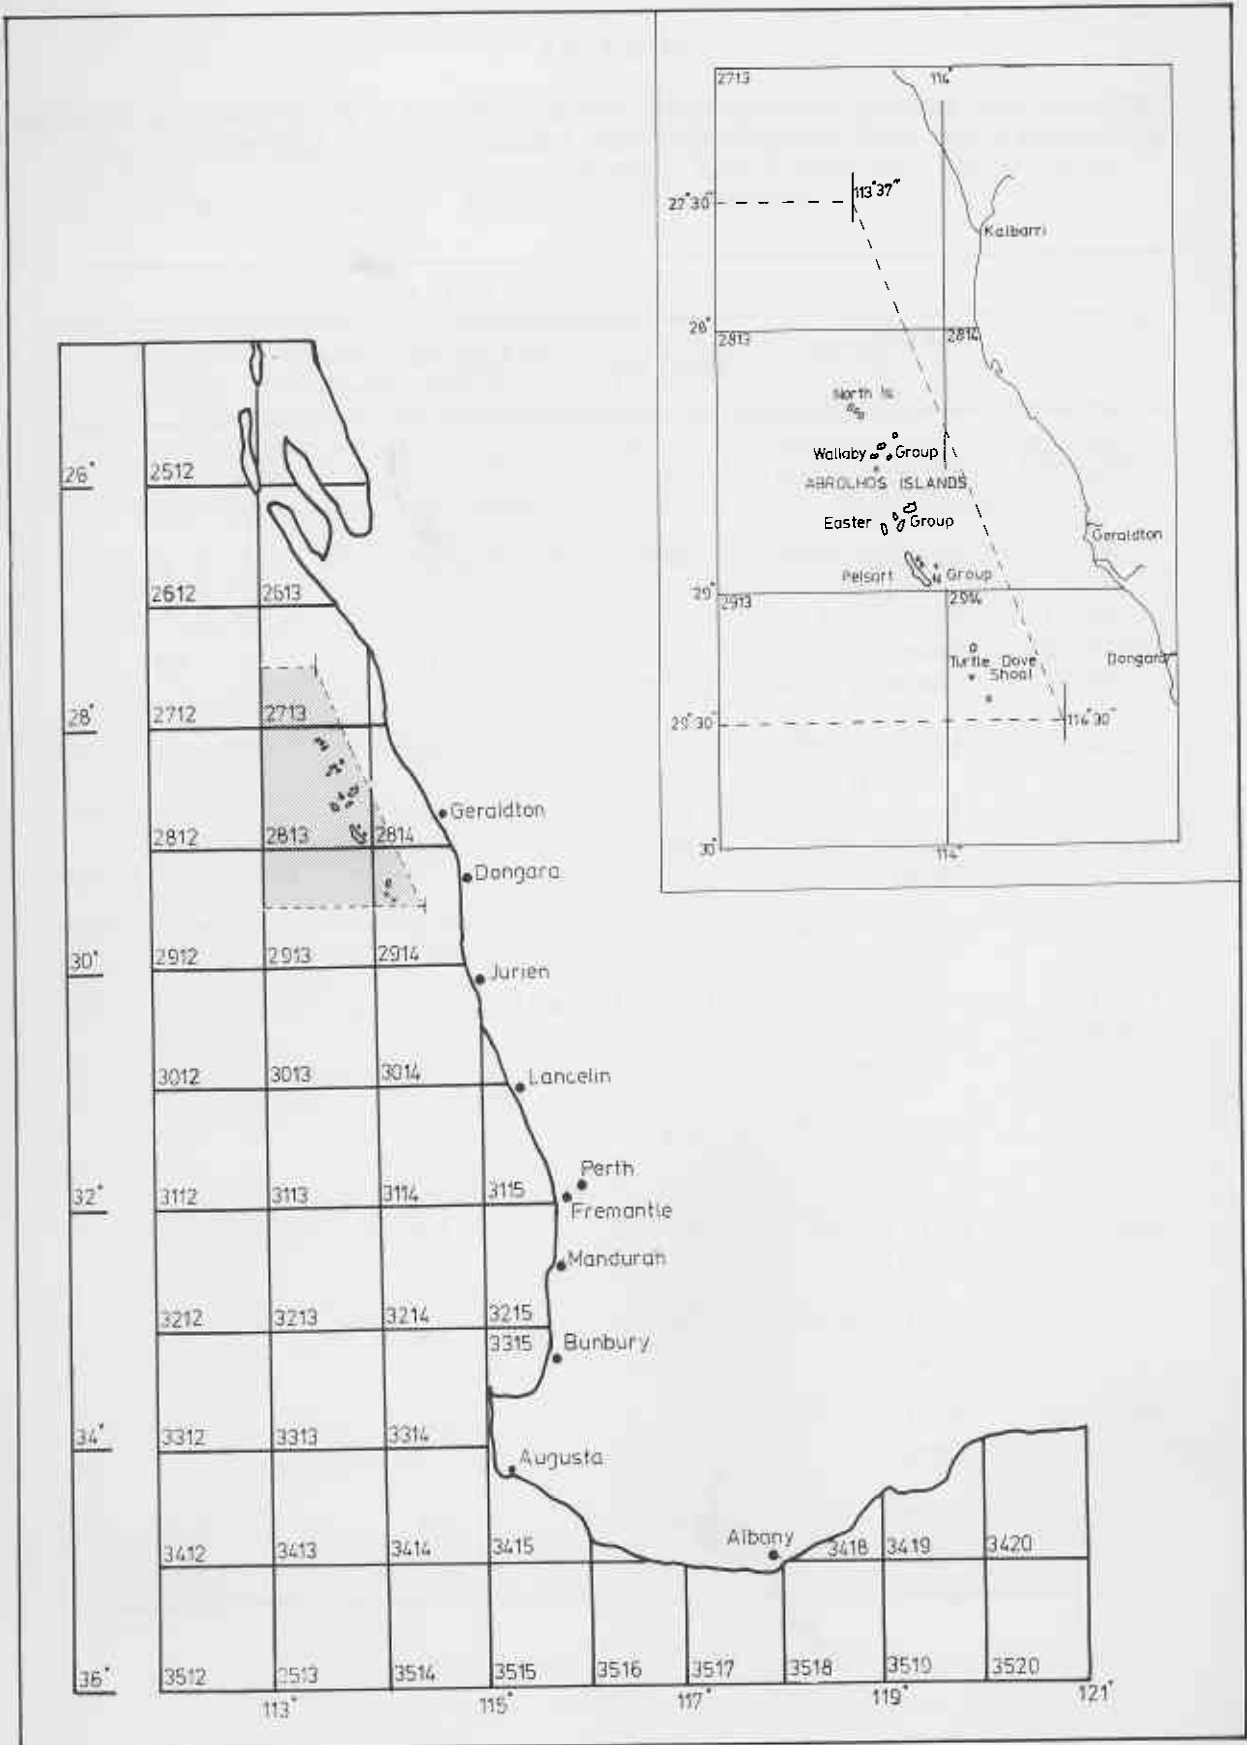 2713 114°
113°37"
27°30"
Kalbarri
28°
2813 2814
North Is
Wallaby Group
ABROLHOS ISLANDS
Easter Group
Geraldton
Pelsart Group
29°
2913 2914
Turtle Dove
Shoal
Dongara
29°30"
114°30"
30°
114°
26°
2512
2612 2613
28°
2712 2713
Geraldton
2812 2813 2814
Dongara
30°
2912 2913 2914
Jurien
3012 3013 3014
Lancelin
Perth
32°
3112 3113 3114 3115
Fremantle
Mandurah
3212 3213 3214 3215
3315
Bunbury
34°
3312 3313 3314
Augusta
Albany
3412 3413 3414 3415 3418 3419 3420
36°
3512 3513 3514 3515 3516 3517 3518 3519 3520
113° 115° 117° 119° 121°